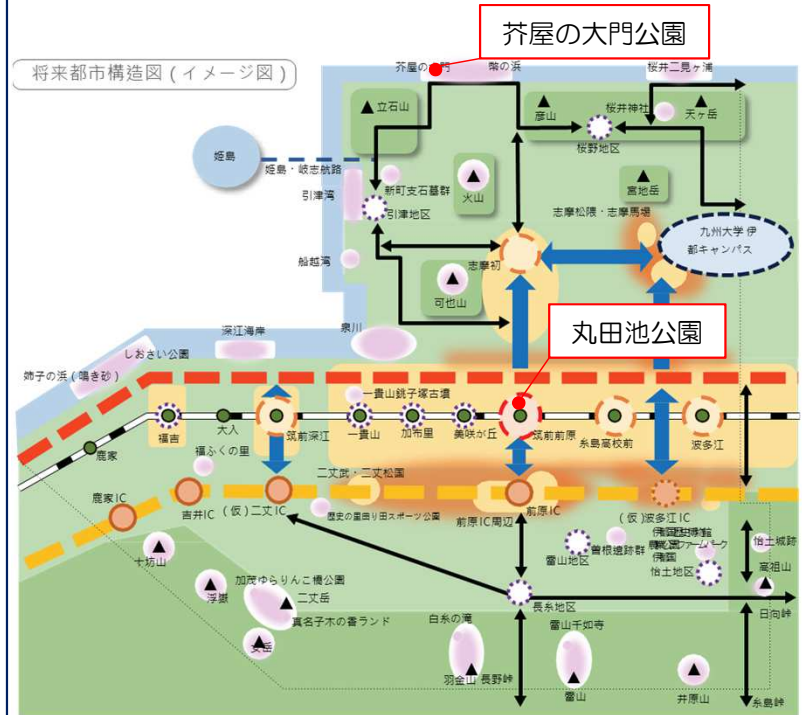 芥屋の大門公園
将来都市構造図(イメージ図)
芥屋の大門
幣の浜
桜井二見ヶ浦
立石山
彦山
桜井神社
天ヶ岳
桜野地区
姫島
姫島・岐志航路
新町支石墓群
引津湾
引津地区
火山
宮地岳
志摩松隈・志摩馬場
九州大学 伊
都キャンパス
船越湾
志摩初
可也山
丸田池公園
泉川
深江海岸
しおさい公園
姉子の浜(鳴き砂)
一貴山銚子塚古墳
福吉
大入
筑前深江
一貴山
加布里
美咲が丘
筑前前原
糸島高校前
波多江
鹿家
福ふくの里
二丈武・二丈松園
鹿家IC
吉井IC
(仮)二丈IC
歴史の里田り田スポーツ公園
前原IC周辺
前原IC
(仮)波多江IC
雷山地区
曽根遺跡群
怡土地区
怡土城跡
高祖山
十坊山
加茂ゆらりんこ橋公園
浮嶽
二丈岳
真名子木の香ランド
女岳
長糸地区
日向峠
白糸の滝
雷山千如寺
羽金山
長野峠
雷山
井原山
糸島峠